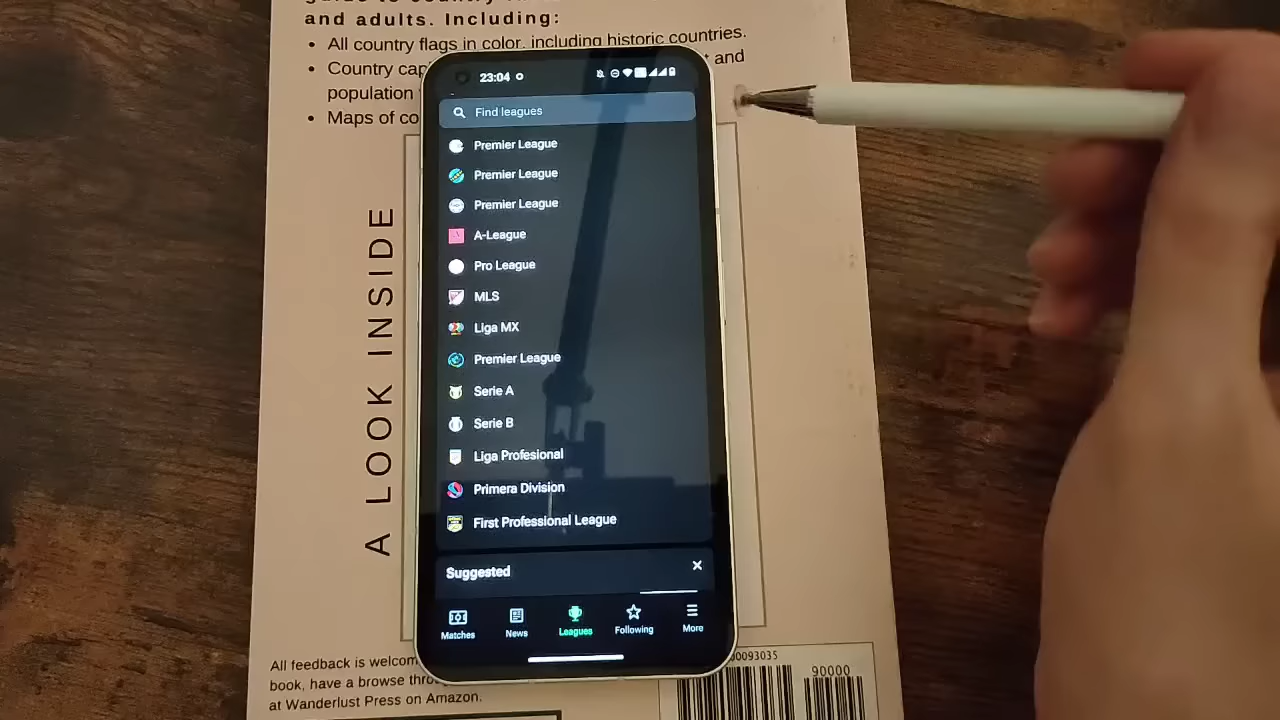 and adults. Including:
• All country flags in color, including historic countries.
• Country cap
and
population
• Maps of co
A LOOK INSIDE
23:04
Find leagues
Premier League
Premier League
Premier League
A-League
Pro League
MLS
Liga MX
Premier League
Serie A
Serie B
Liga Profesional
Primera Division
First Professional League
Suggested
Matches
News
Leagues
Following
More
All feedback is welcom
book, have a browse thro
at Wanderlust Press on Amazon.
0093035
90000